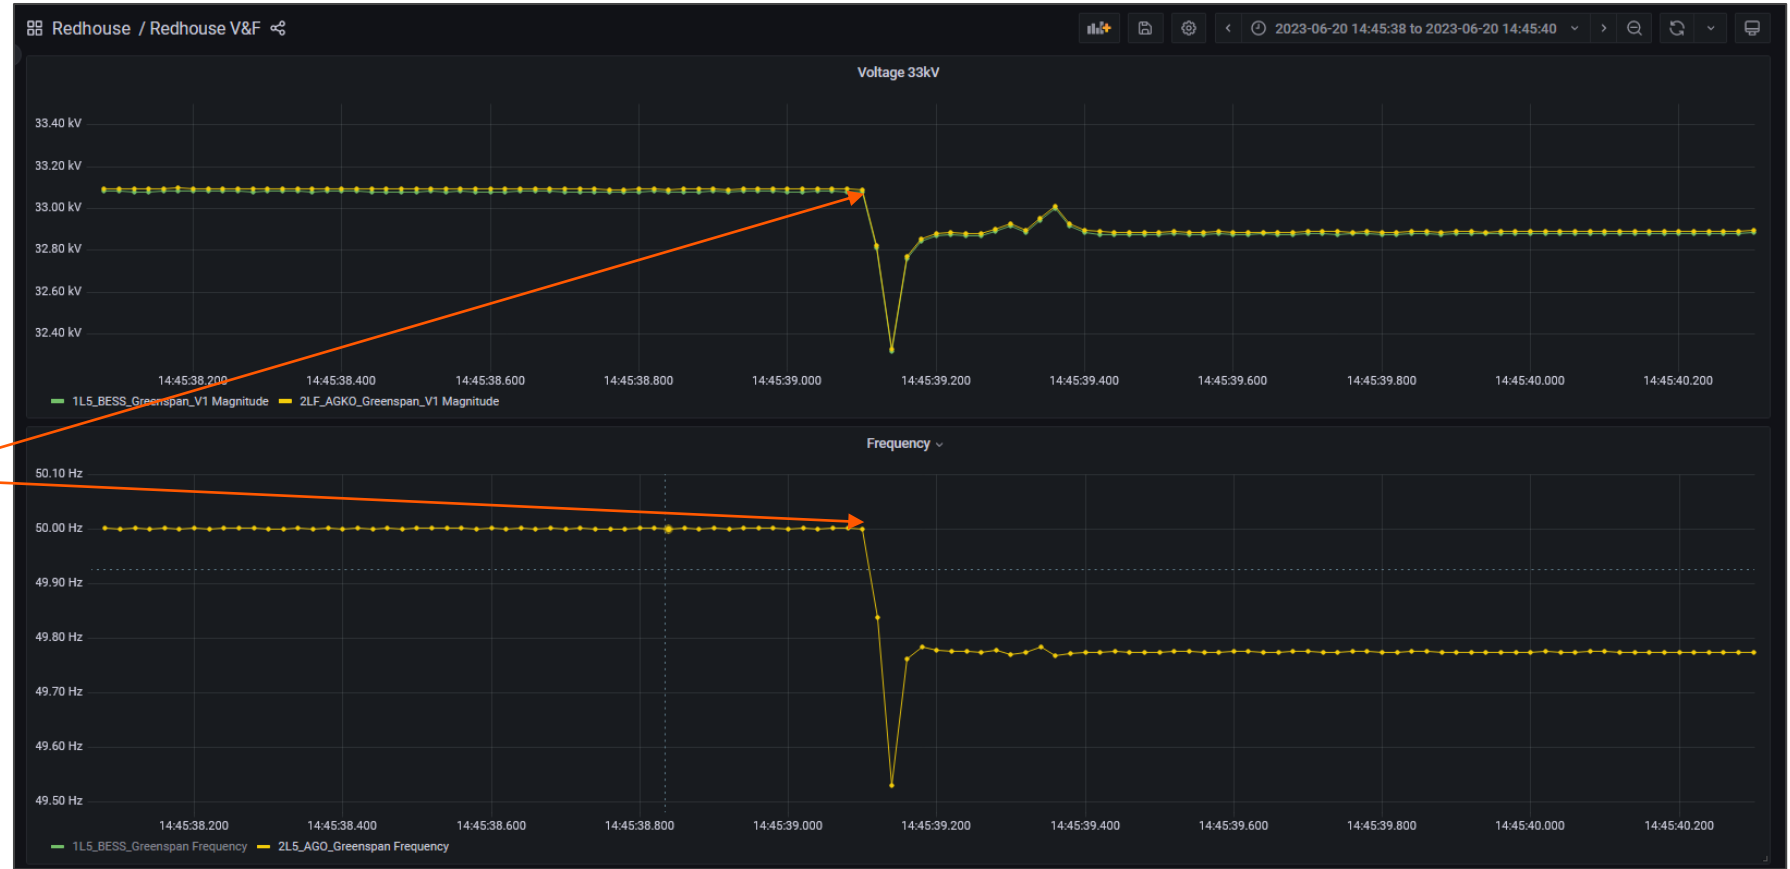 Redhouse / Redhouse V&F
2023-06-20 14:45:38 to 2023-06-20 14:45:40
Voltage 33kV
33.40 kV
33.20 kV
33.00 kV
32.80 kV
32.60 kV
32.40 kV
14:45:38.200 14:45:38.400 14:45:38.600 14:45:38.800 14:45:39.000 14:45:39.200 14:45:39.400 14:45:39.600 14:45:39.800 14:45:40.000 14:45:40.200
1L5_BESS_Greenspan_V1 Magnitude 2LF_AGKO_Greenspan_V1 Magnitude
Frequency
50.10 Hz
50.00 Hz
49.90 Hz
49.80 Hz
49.70 Hz
49.60 Hz
49.50 Hz
14:45:38.200 14:45:38.400 14:45:38.600 14:45:38.800 14:45:39.000 14:45:39.200 14:45:39.400 14:45:39.600 14:45:39.800 14:45:40.000 14:45:40.200
1L5_BESS_Greenspan Frequency 2L5_AGO_Greenspan Frequency